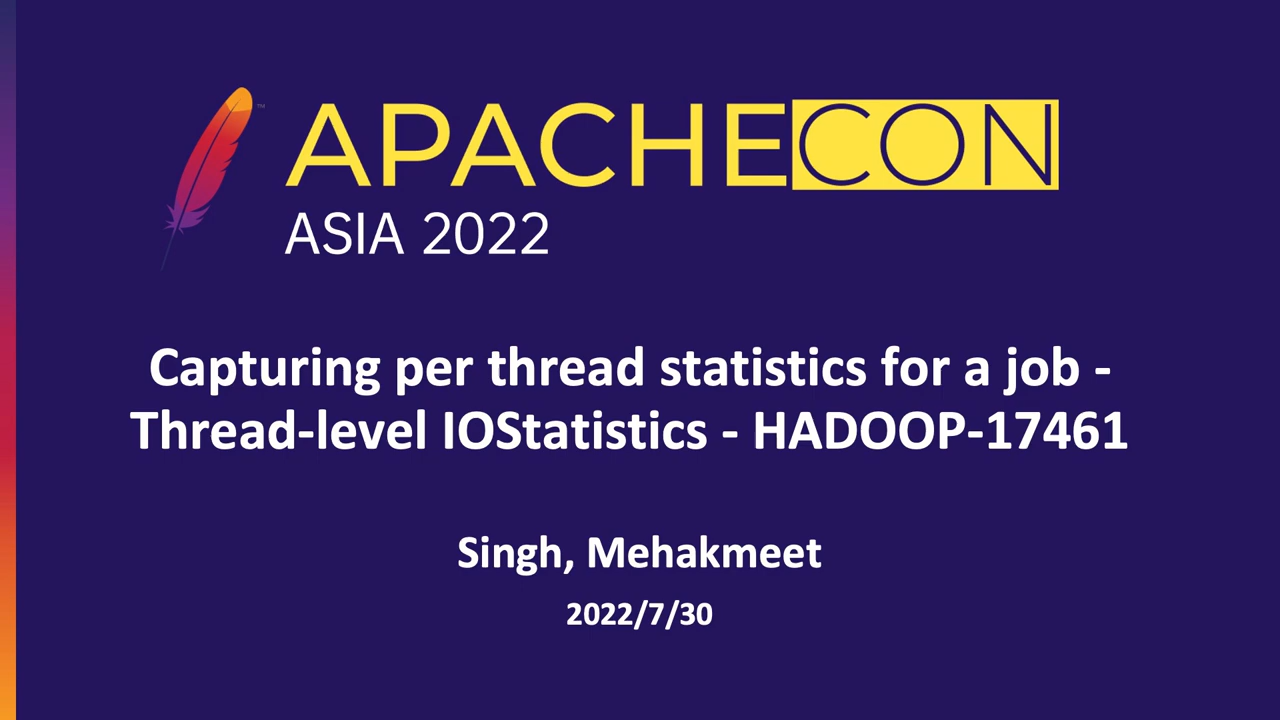 APACHECON
™
ASIA 2022
Capturing per thread statistics for a job -
Thread-level IOStatistics - HADOOP-17461
Singh, Mehakmeet
2022/7/30